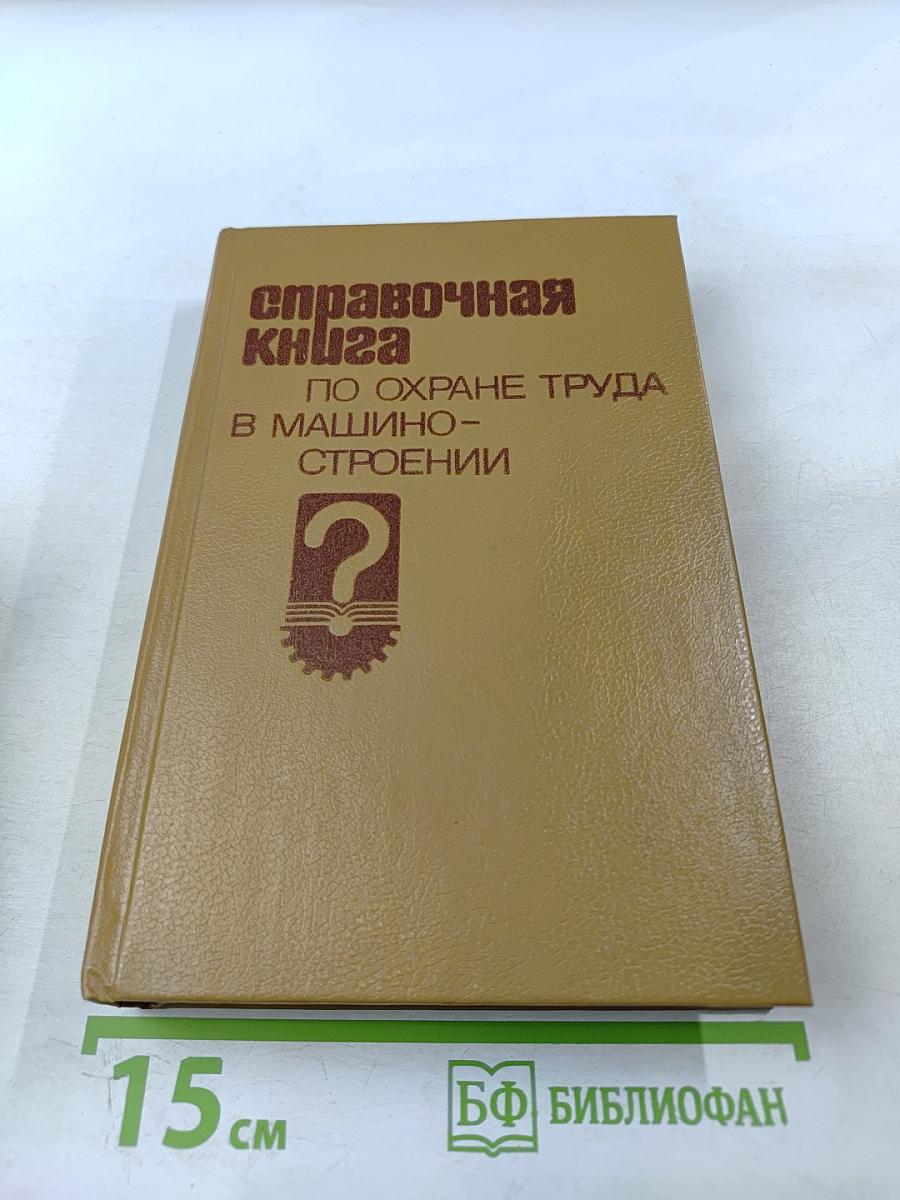 справочная
книга
ПО ОХРАНЕ ТРУДА
В МАШИНО-
СТРОЕНИИ
?
15 см
БФ БИБЛИОФАН